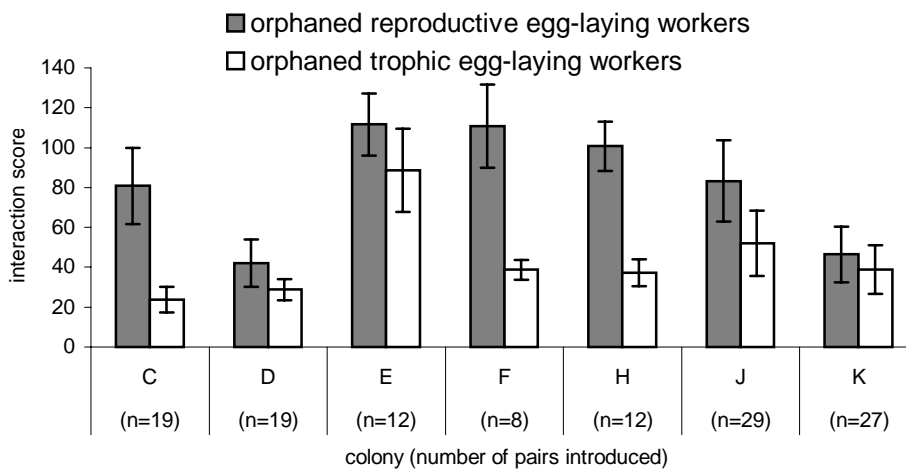 orphaned reproductive egg-laying workers
orphaned trophic egg-laying workers
140
120
100
80
60
40
20
0
interaction score
C D E F H J K
(n=19) (n=19) (n=12) (n=8) (n=12) (n=29) (n=27)
colony (number of pairs introduced)